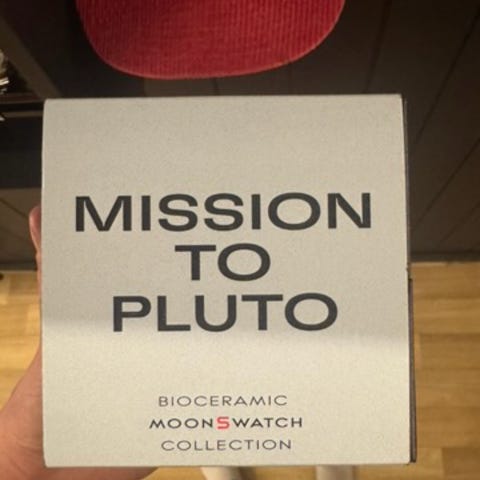 MISSION
TO
PLUTO
BIOCERAMIC
MOONSWATCH
COLLECTION